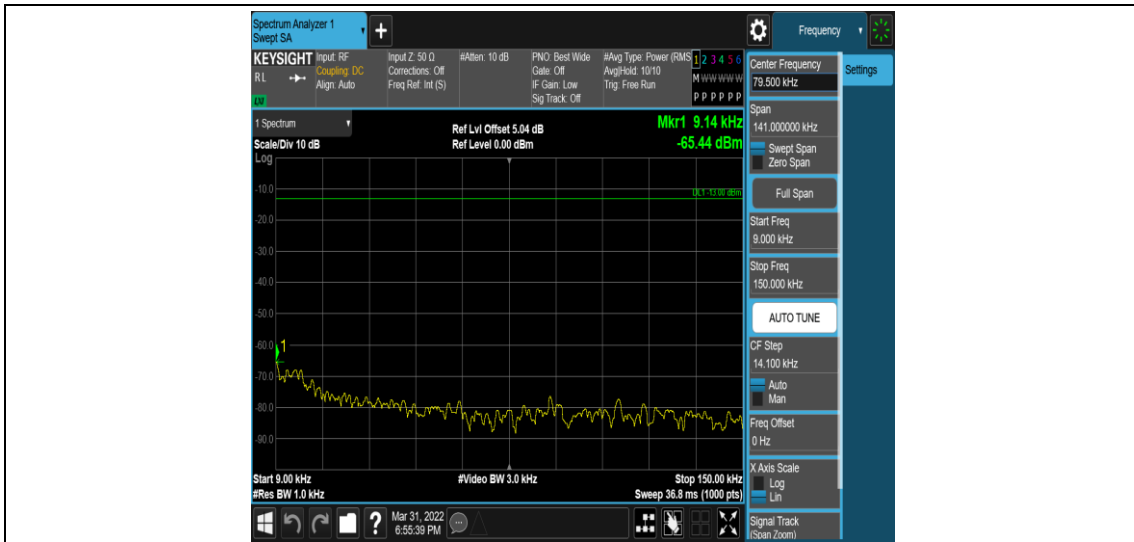 Spectrum Analyzer 1
Swept SA
+
Frequency
KEYSIGHT
RL
LXI
Input: RF
Coupling: DC
Align: Auto
Input Z: 50 Ω
Corrections: Off
Freq Ref: Int (S)
#Atten: 10 dB
PNO: Best Wide
Gate: Off
IF Gain: Low
Sig Track: Off
#Avg Type: Power (RMS
Avg|Hold: 10/10
Trig: Free Run
1 2 3 4 5 6
M W W W W W
P P P P P P
Center Frequency
79.500 kHz
Settings
Span
141.000000 kHz
Swept Span
Zero Span
Full Span
Start Freq
9.000 kHz
Stop Freq
150.000 kHz
AUTO TUNE
CF Step
14.100 kHz
Auto
Man
Freq Offset
0 Hz
X Axis Scale
Log
Lin
Signal Track
(Span Zoom)
1 Spectrum
Scale/Div 10 dB
Ref Lvl Offset 5.04 dB
Ref Level 0.00 dBm
Mkr1 9.14 kHz
-65.44 dBm
Log
DL1 -13.00 dBm
-10.0
-20.0
-30.0
-40.0
-50.0
-60.0
1
-70.0
-80.0
-90.0
Start 9.00 kHz
#Video BW 3.0 kHz
Stop 150.00 kHz
#Res BW 1.0 kHz
Sweep 36.8 ms (1000 pts)
?
Mar 31, 2022
6:55:39 PM